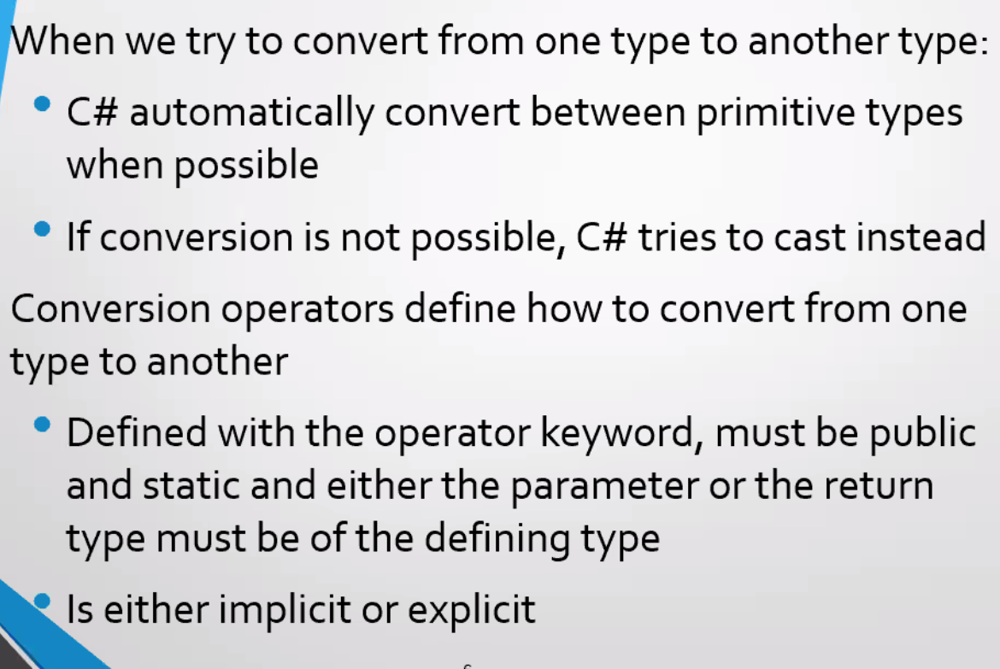 When we try to convert from one type to another type:
• C# automatically convert between primitive types
when possible
• If conversion is not possible, C# tries to cast instead
Conversion operators define how to convert from one
type to another
• Defined with the operator keyword, must be public
and static and either the parameter or the return
type must be of the defining type
• Is either implicit or explicit